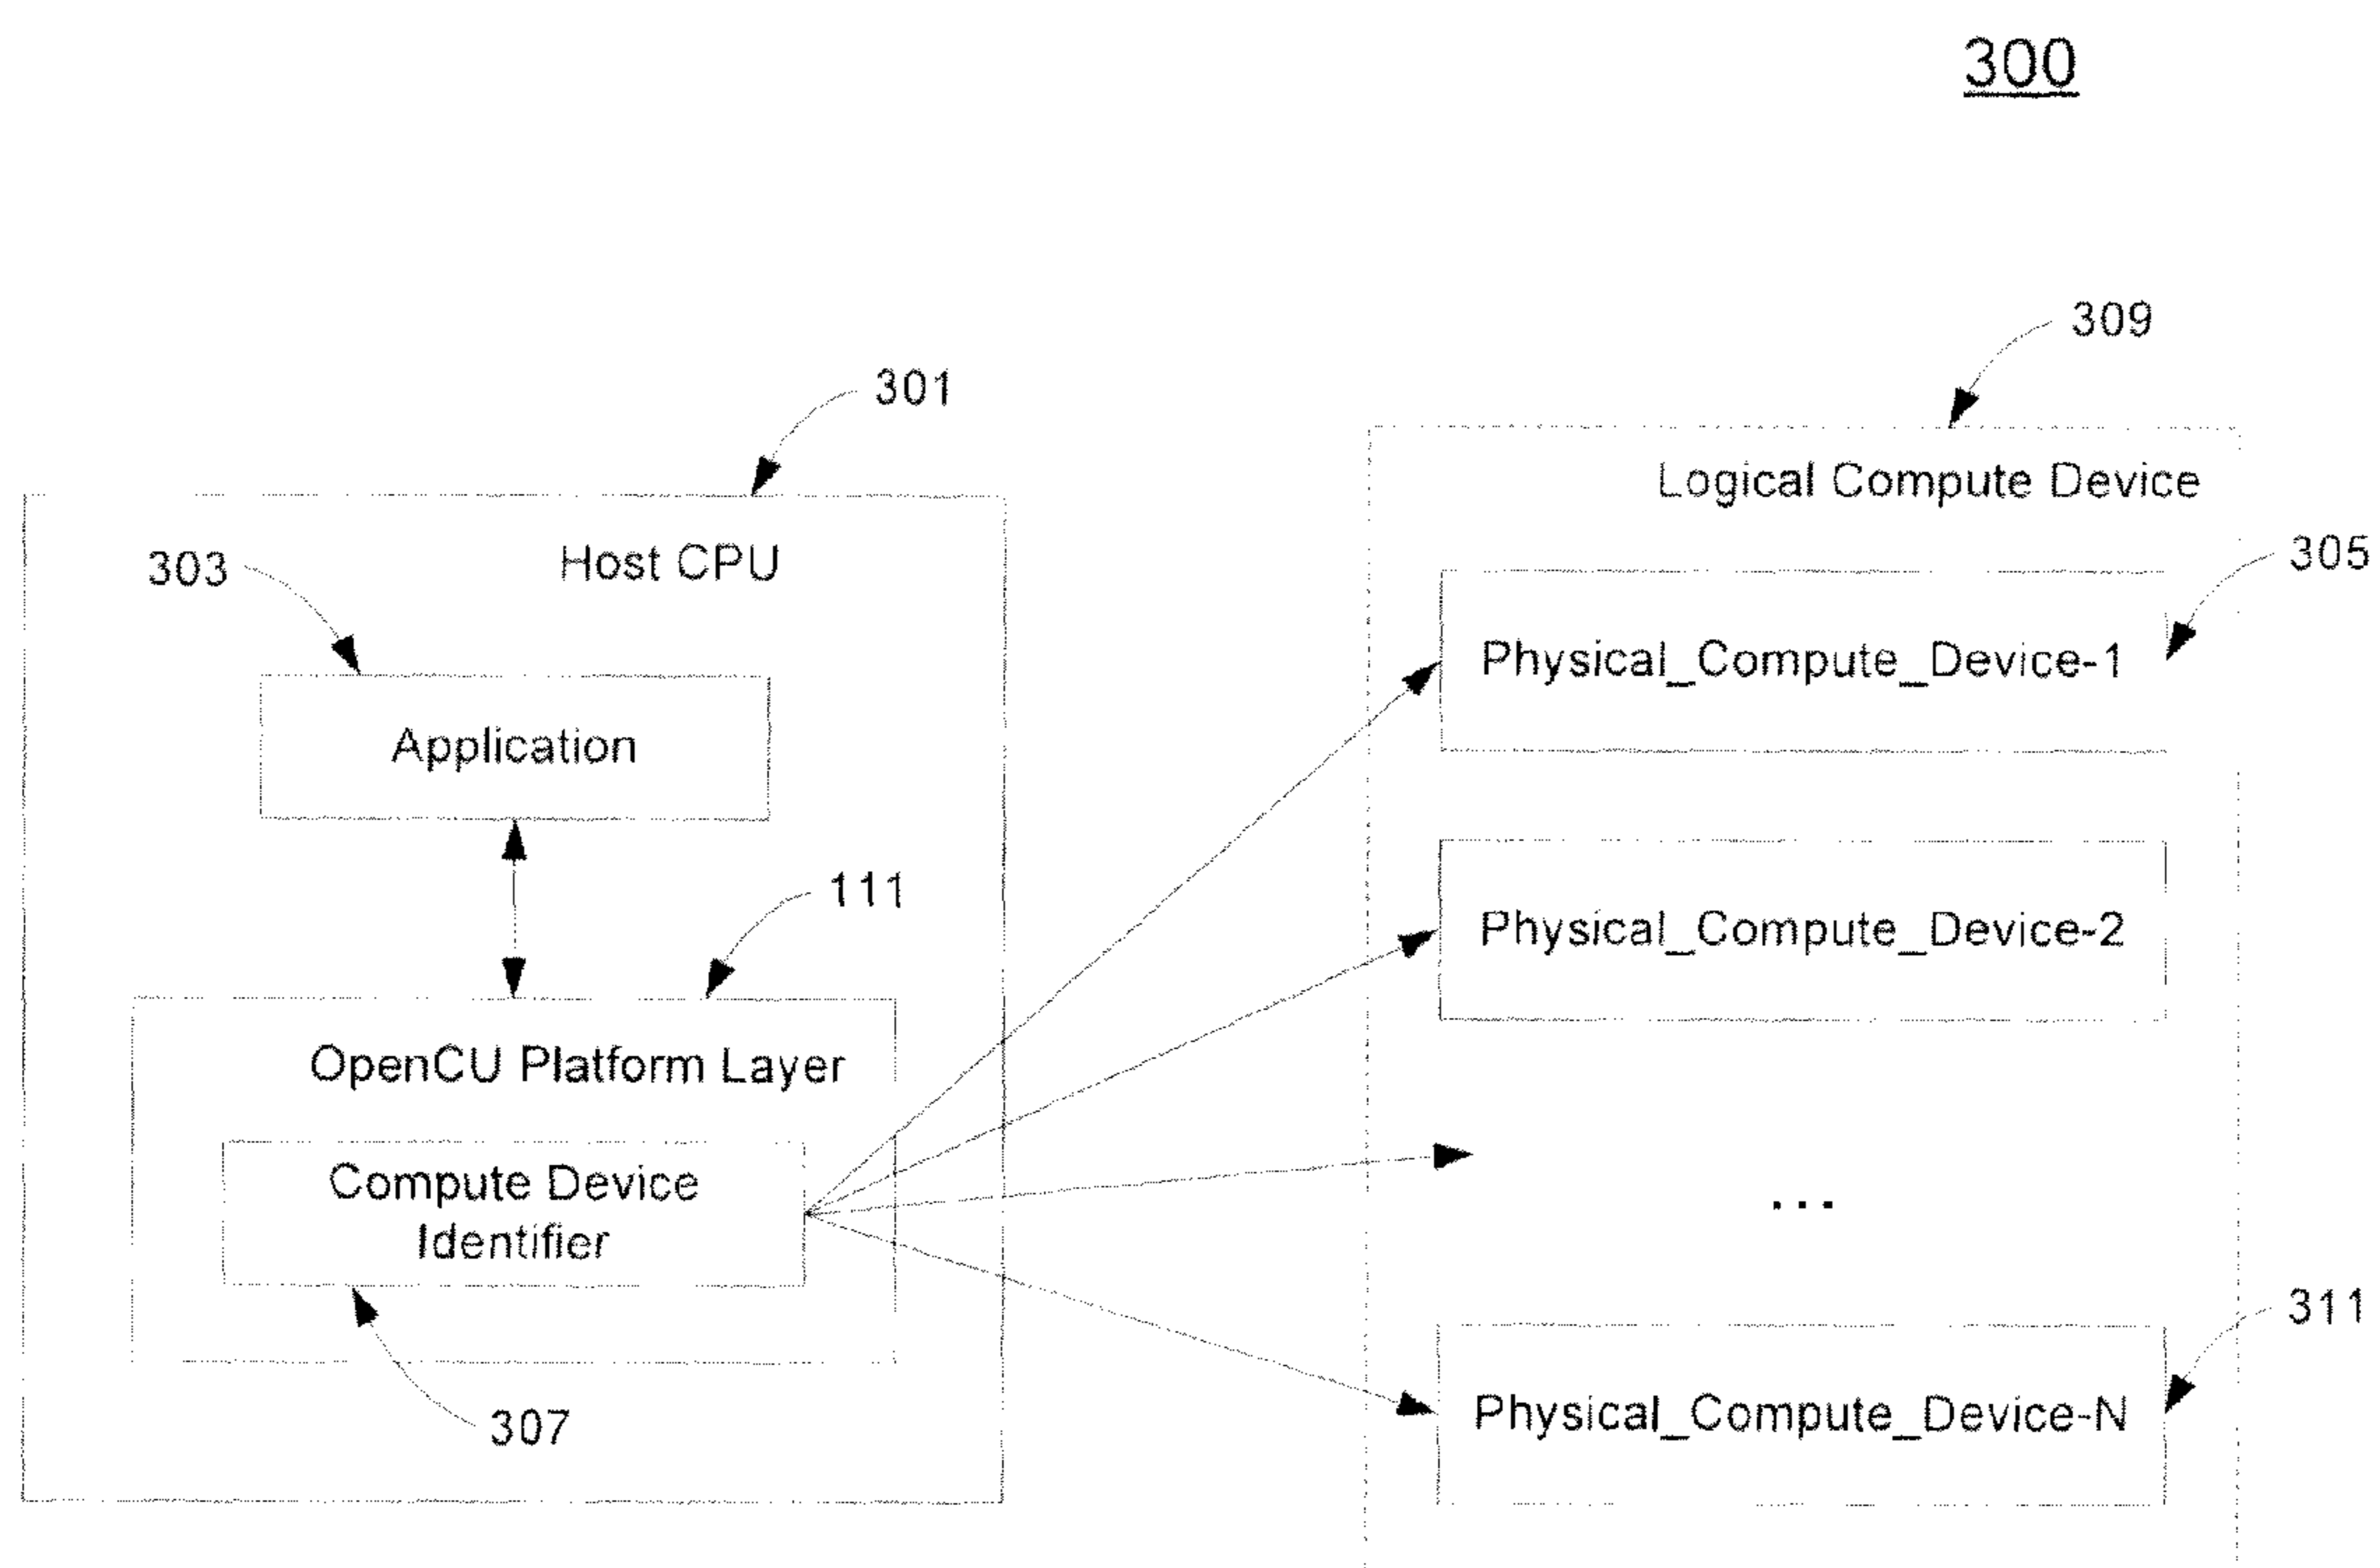 300
309
301
Logical Compute Device
Host CPU
303
305
Physical_Compute_Device-1
Application
111
Physical_Compute_Device-2
OpenCU Platform Layer
Compute Device
Identifier
...
311
307
Physical_Compute_Device-N